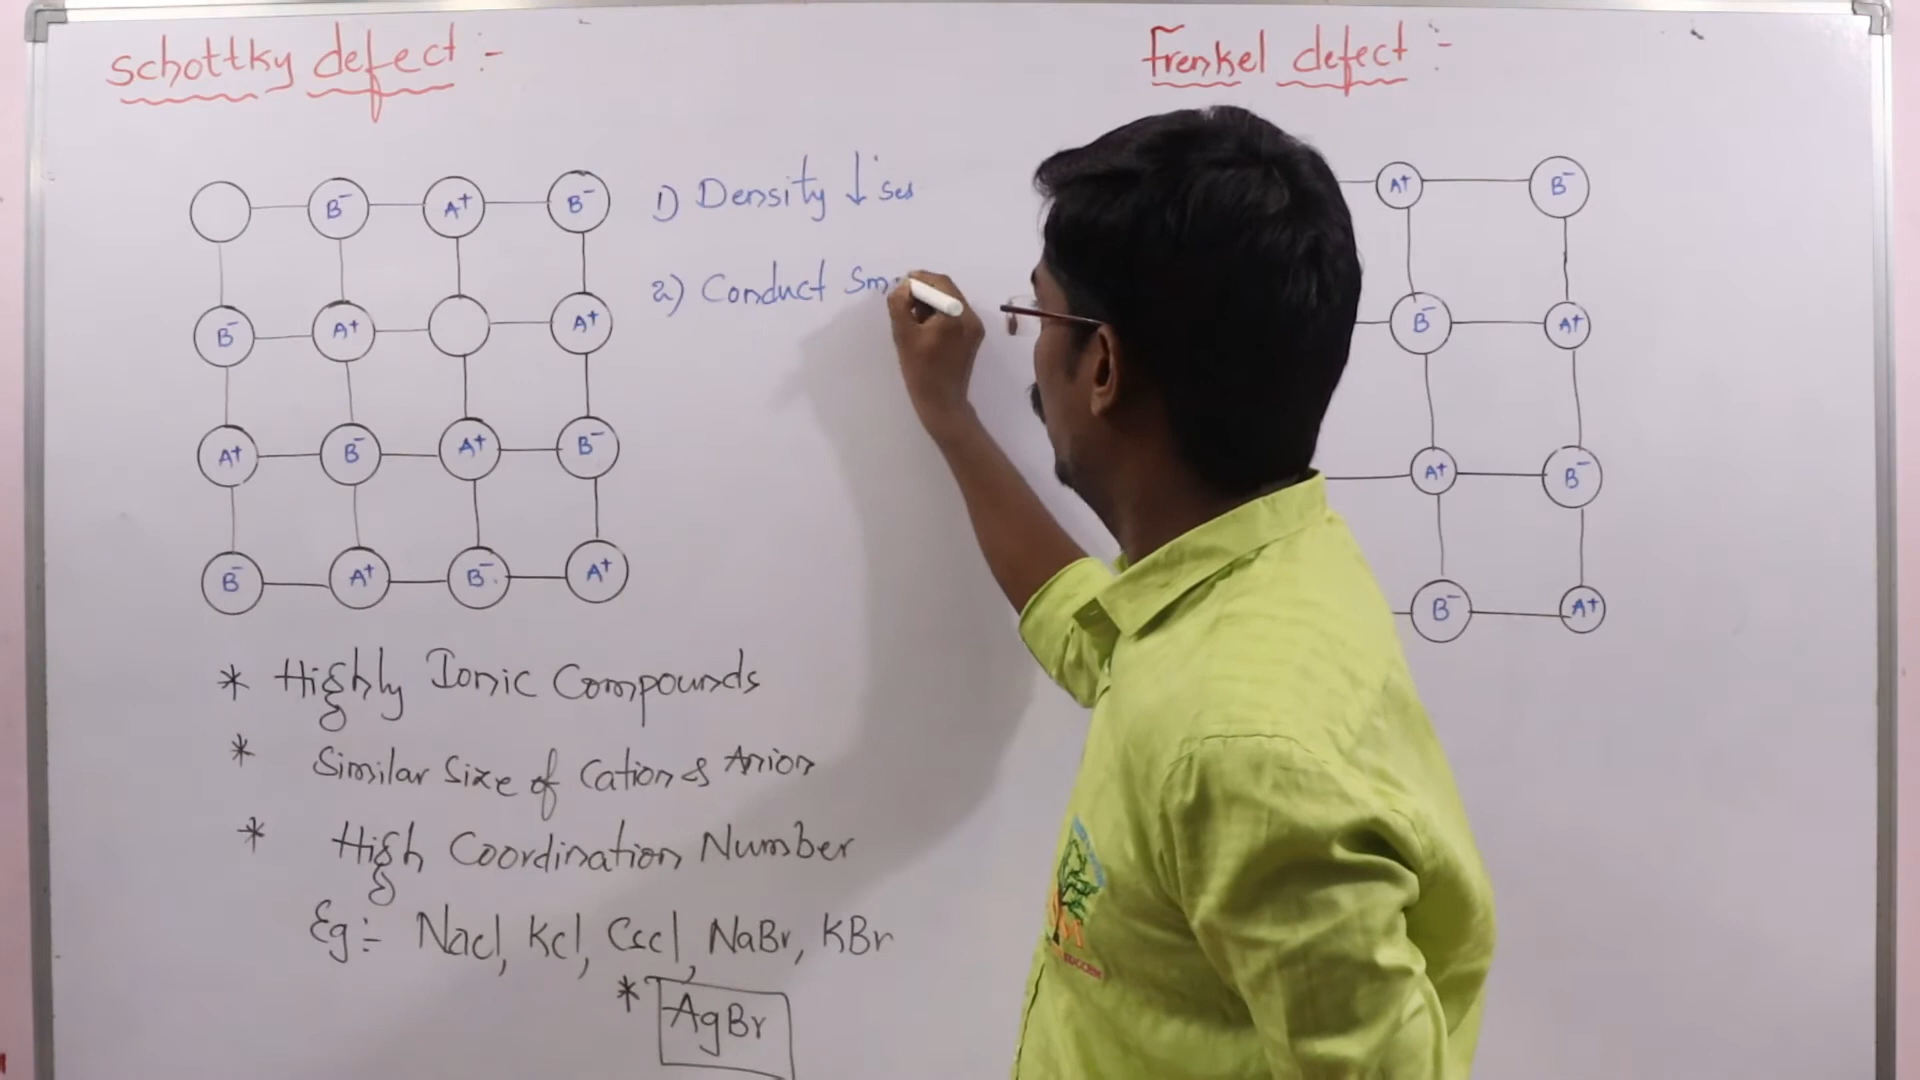 Schottky defect :-
Frenkel defect :-
B⁻ A⁺ B⁻
1) Density ↓ses
A⁺ B⁻
B⁻ A⁺ A⁺
2) Conduct Sm
B⁻ A⁺
A⁺ B⁻ A⁺ B⁻
A⁺ B⁻
B⁻ A⁺ B⁻ A⁺
B⁻ A⁺
* Highly Ionic Compounds
* Similar Size of Cation & Anion
* High Coordination Number
Eg :- Nacl, Kcl, Cscl, NaBr, KBr
* AgBr